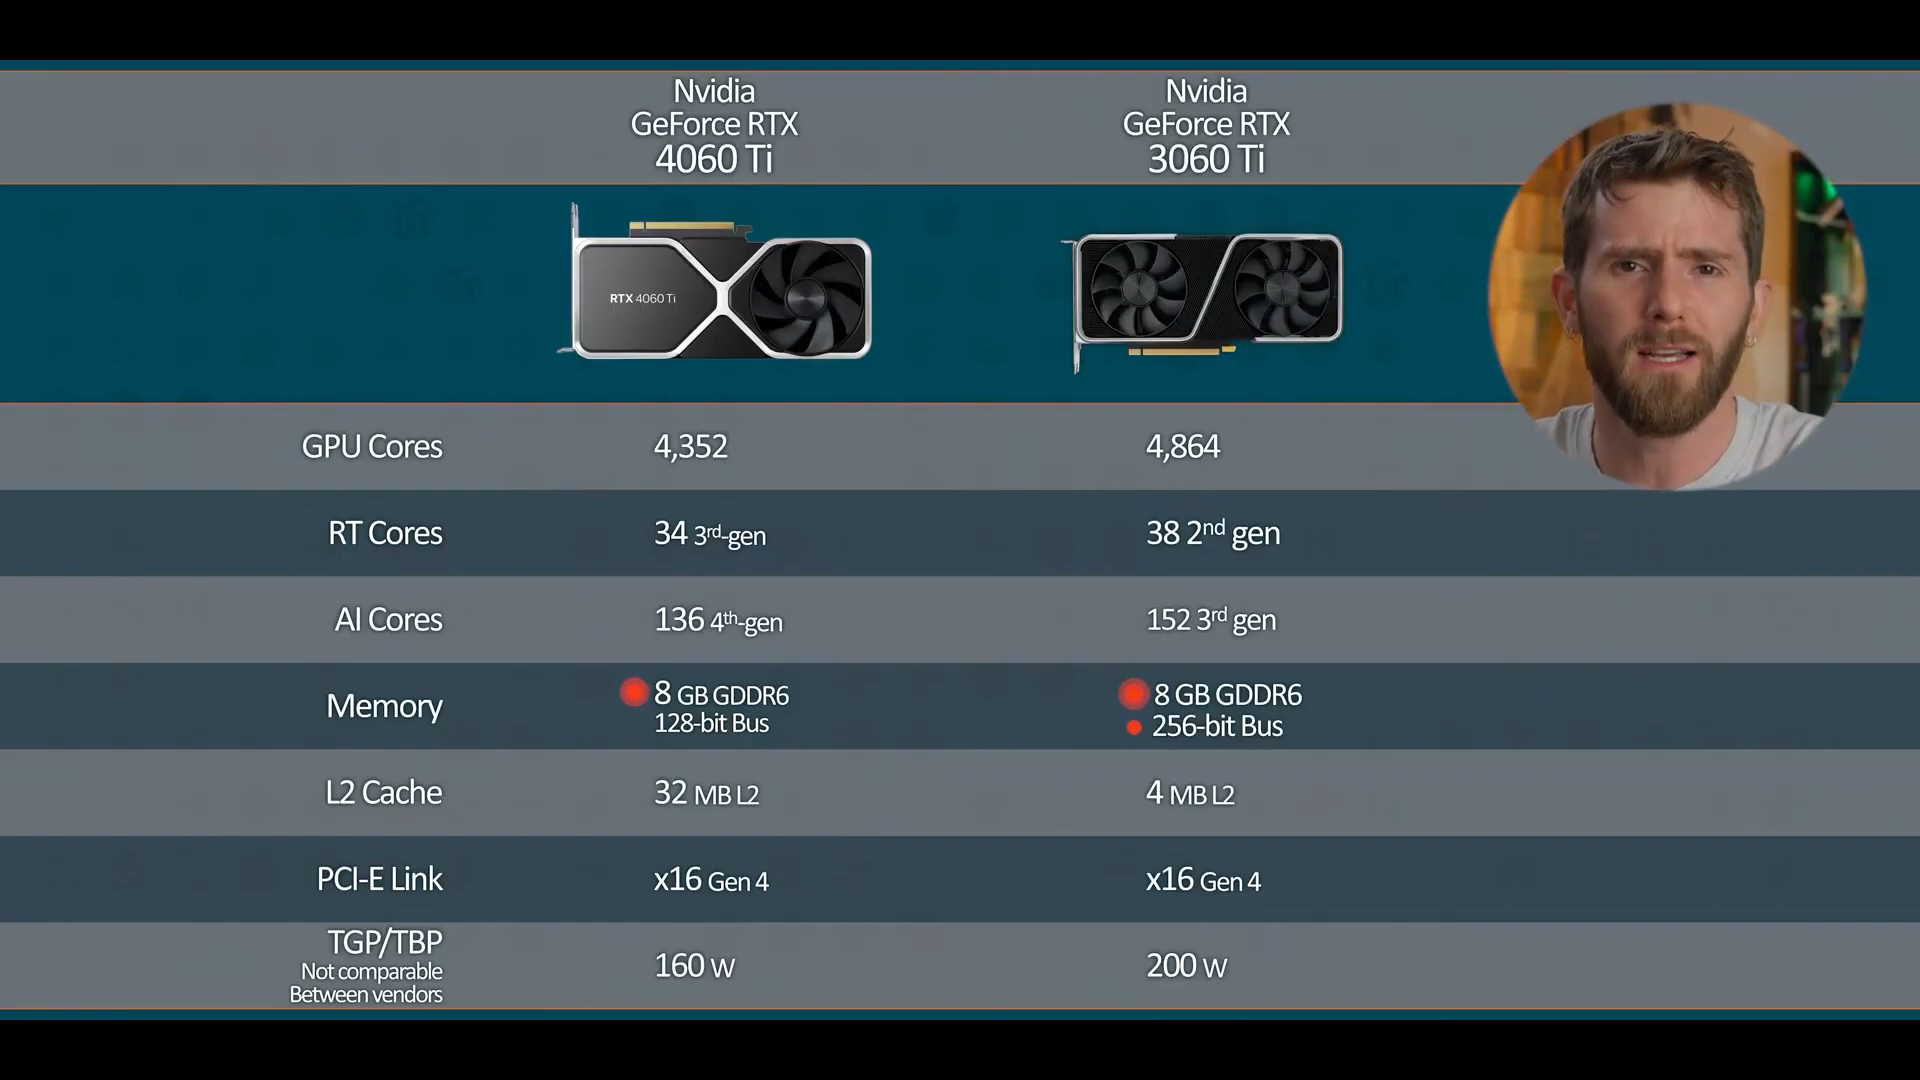 Nvidia
GeForce RTX
4060 Ti
Nvidia
GeForce RTX
3060 Ti
RTX 4060 Ti
GPU Cores
4,352
4,864
RT Cores
34 3rd-gen
38 2nd gen
AI Cores
136 4th-gen
152 3rd gen
Memory
8 GB GDDR6
128-bit Bus
8 GB GDDR6
256-bit Bus
L2 Cache
32 MB L2
4 MB L2
PCI-E Link
x16 Gen 4
x16 Gen 4
TGP/TBP
Not comparable
Between vendors
160 W
200 W